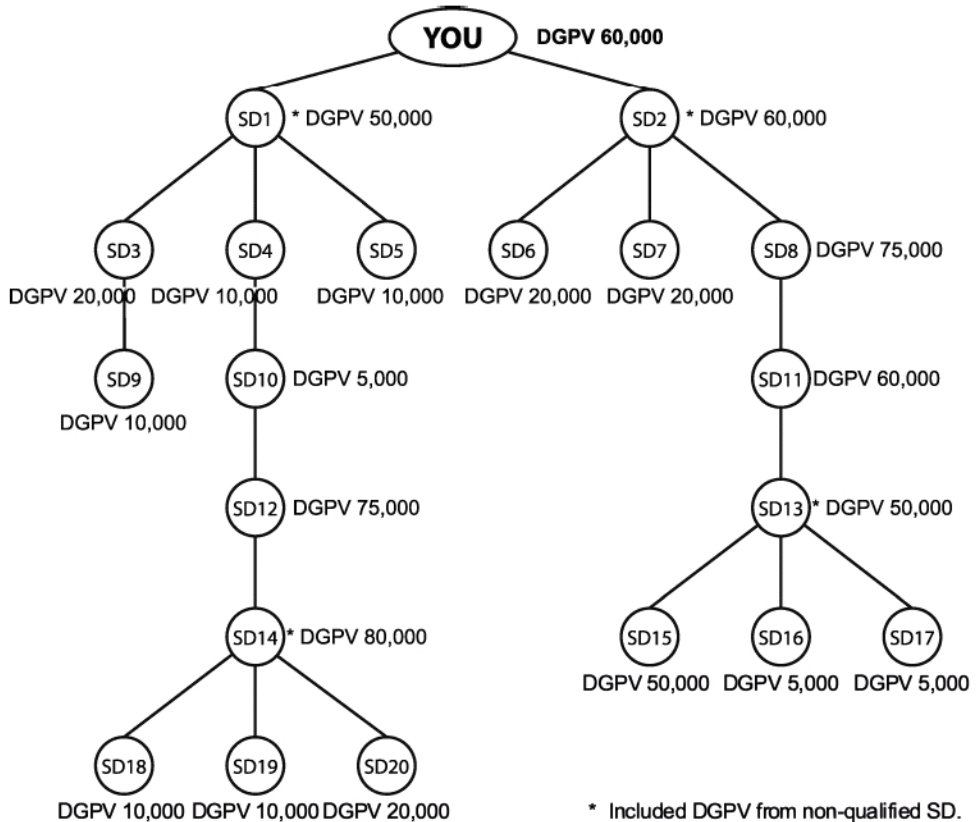 YOU DGPV 60,000
SD1 * DGPV 50,000
SD2 * DGPV 60,000
SD3
SD4
SD5
SD6
SD7
SD8 DGPV 75,000
DGPV 20,000
DGPV 10,000
DGPV 10,000
DGPV 20,000
DGPV 20,000
SD9
SD10 DGPV 5,000
SD11 DGPV 60,000
DGPV 10,000
SD12 DGPV 75,000
SD13 * DGPV 50,000
SD14 * DGPV 80,000
SD15
SD16
SD17
DGPV 50,000
DGPV 5,000
DGPV 5,000
SD18
SD19
SD20
DGPV 10,000
DGPV 10,000
DGPV 20,000
* Included DGPV from non-qualified SD.